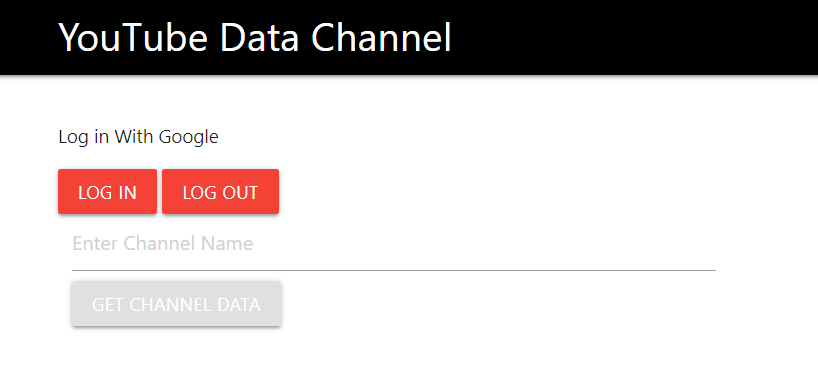 YouTube Data Channel
Log in With Google
LOG IN LOG OUT
Enter Channel Name
GET CHANNEL DATA